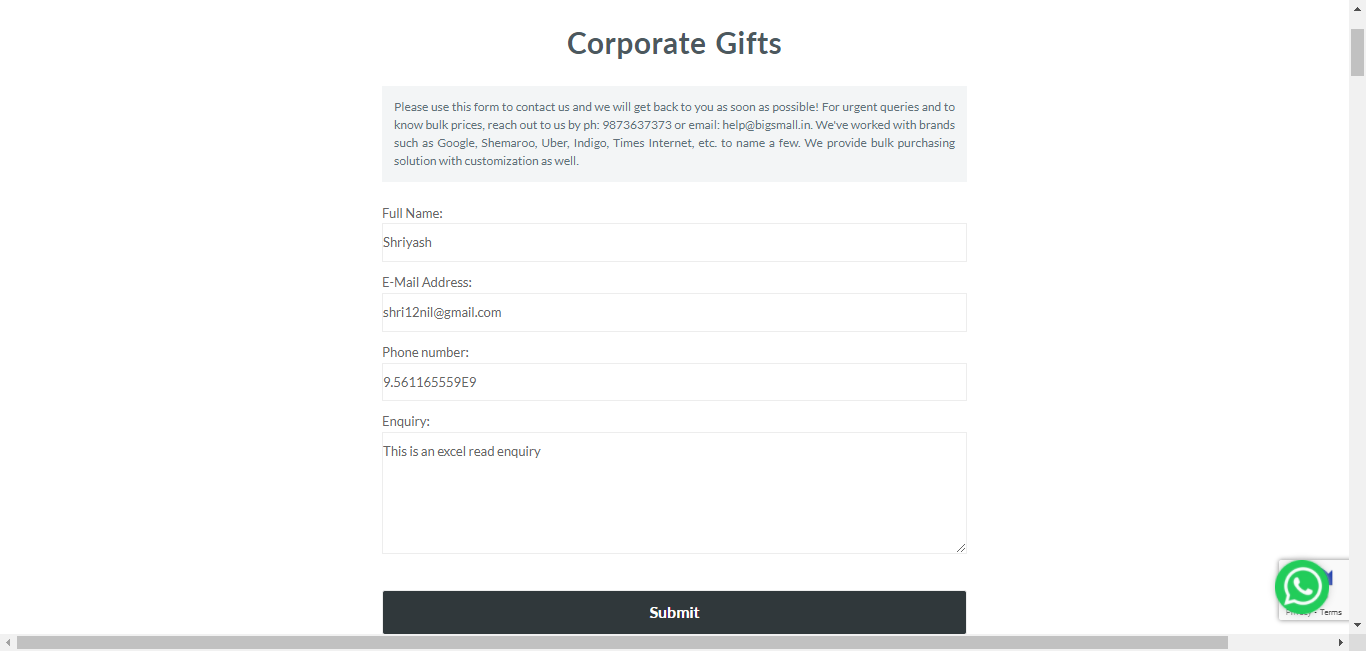 Corporate Gifts
Please use this form to contact us and we will get back to you as soon as possible! For urgent queries and to
know bulk prices, reach out to us by ph: 9873637373 or email: help@bigsmall.in. We've worked with brands
such as Google, Shemaroo, Uber, Indigo, Times Internet, etc. to name a few. We provide bulk purchasing
solution with customization as well.
Full Name:
Shriyash
E-Mail Address:
shri12nil@gmail.com
Phone number:
9.561165559E9
Enquiry:
This is an excel read enquiry
Submit
Privacy - Terms